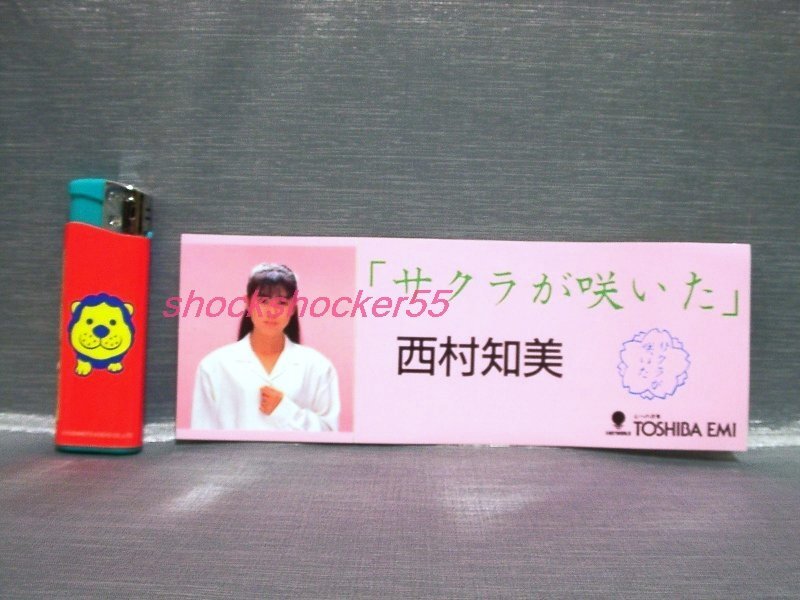 「サクラが咲いた」
shockshocker55
西村知美
サクラが
咲いた
TOSHIBA EMI